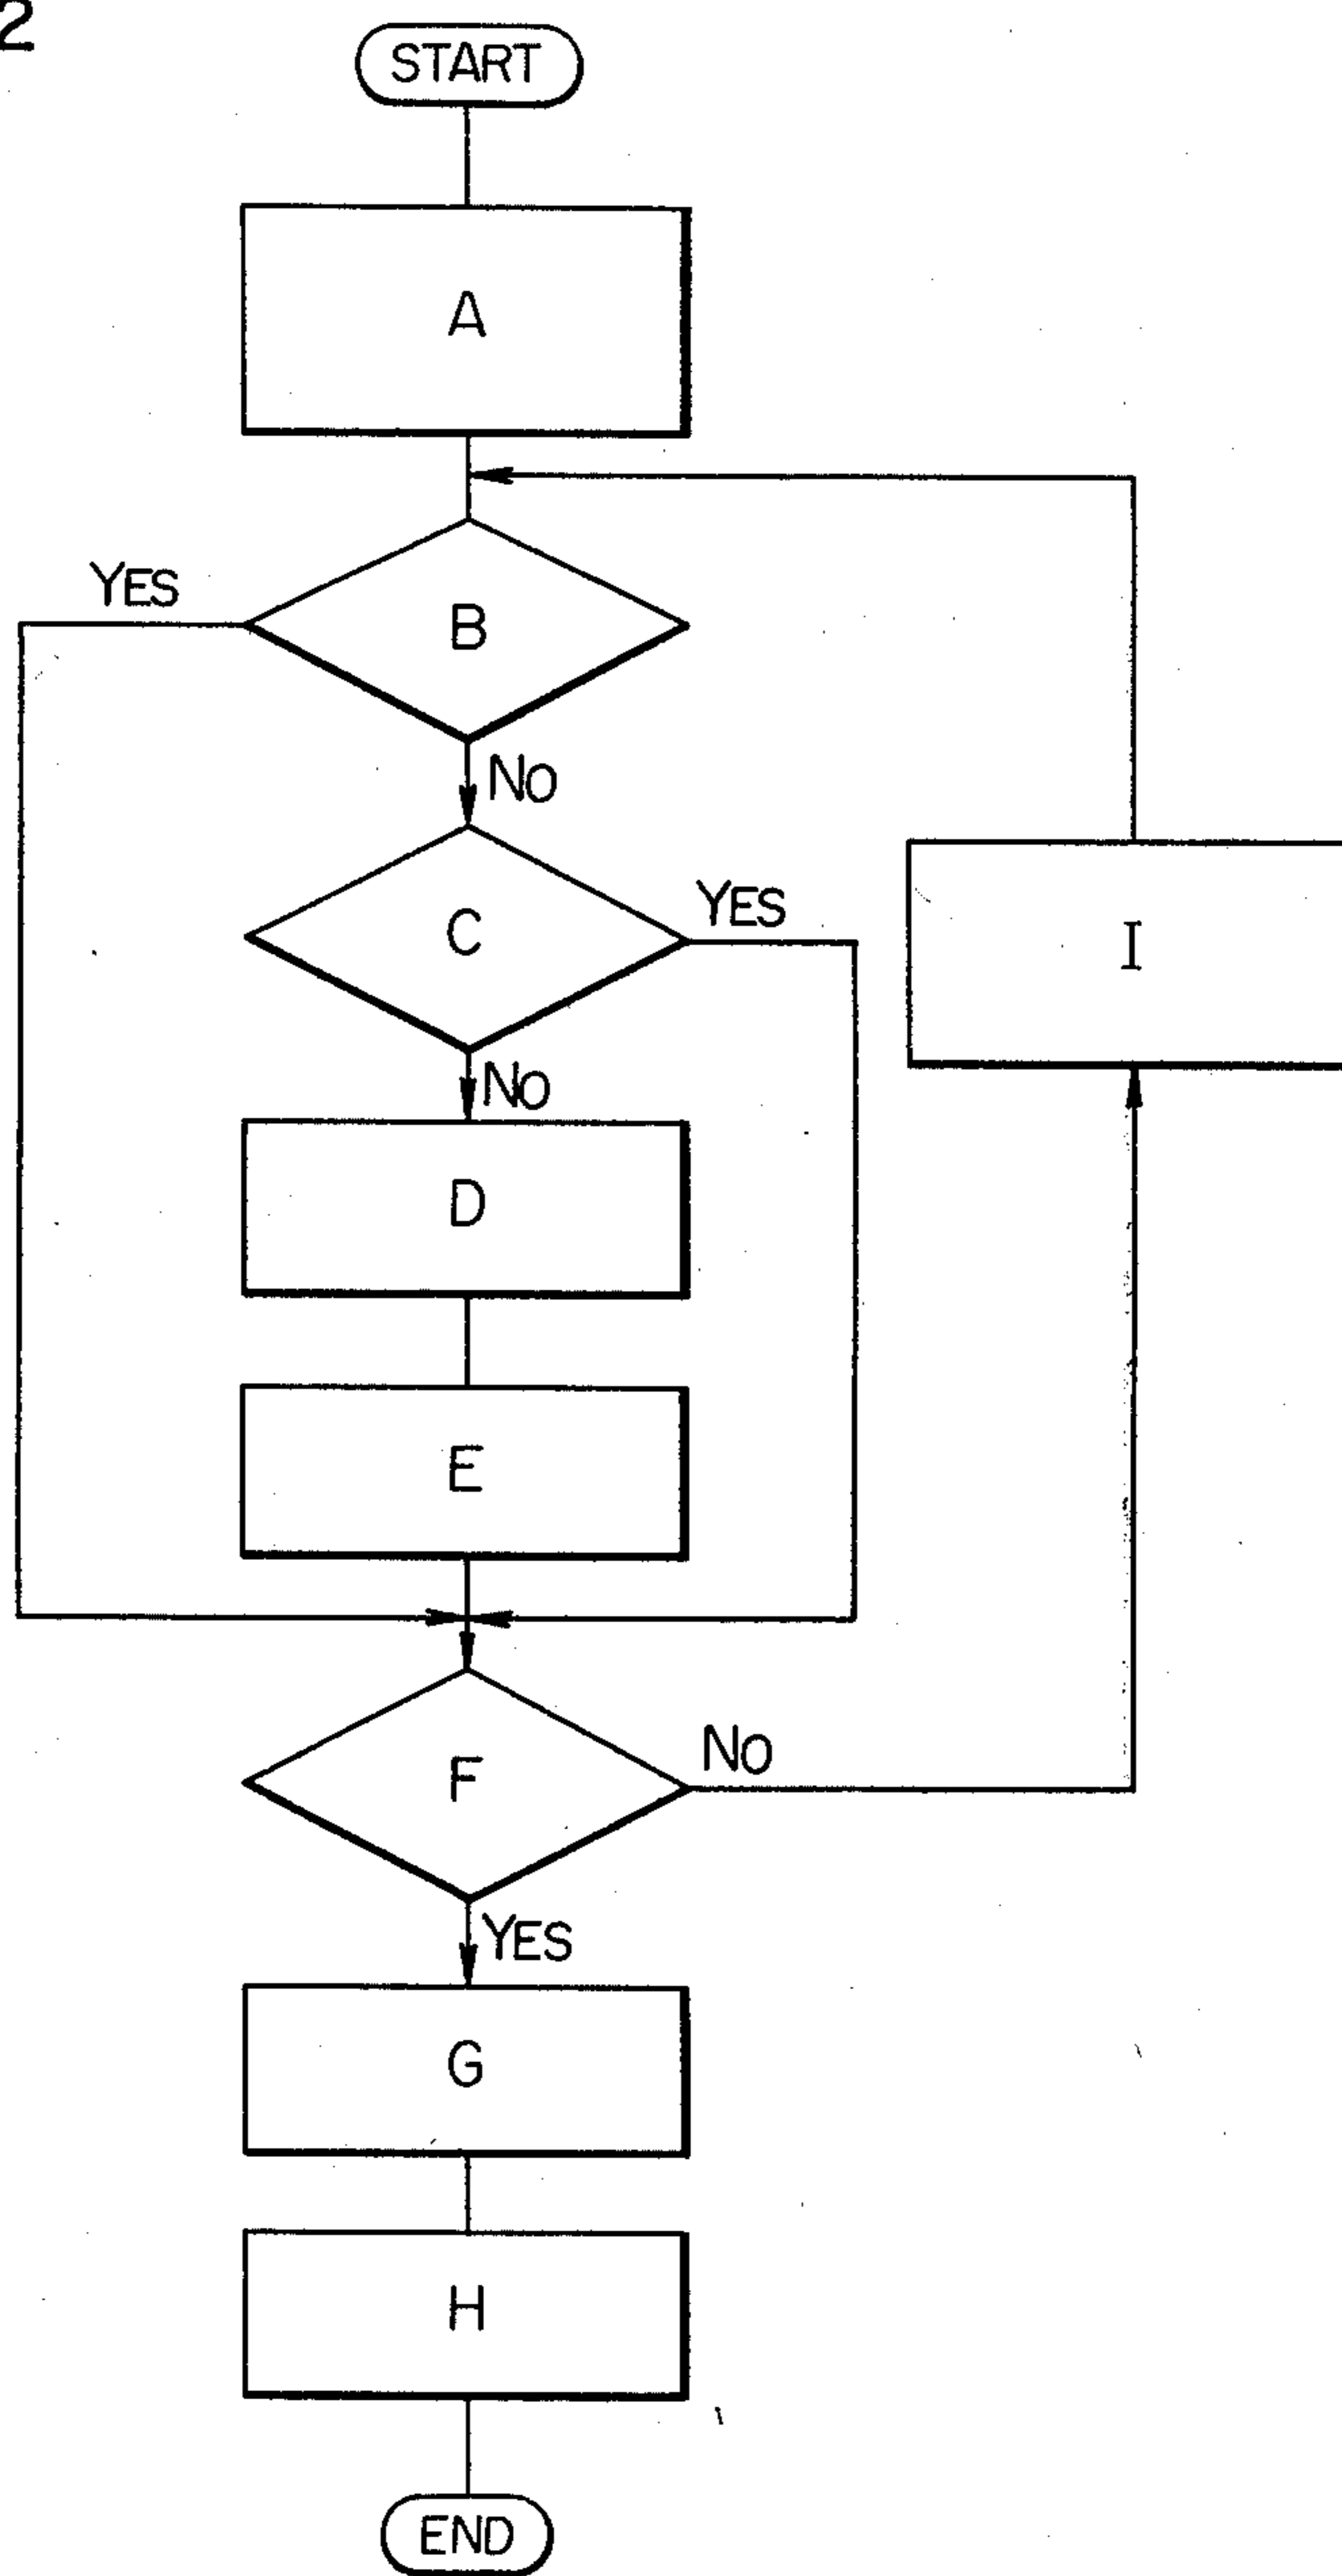 2
START
A
B
YES
NO
C
YES
NO
D
I
E
F
NO
YES
G
H
END